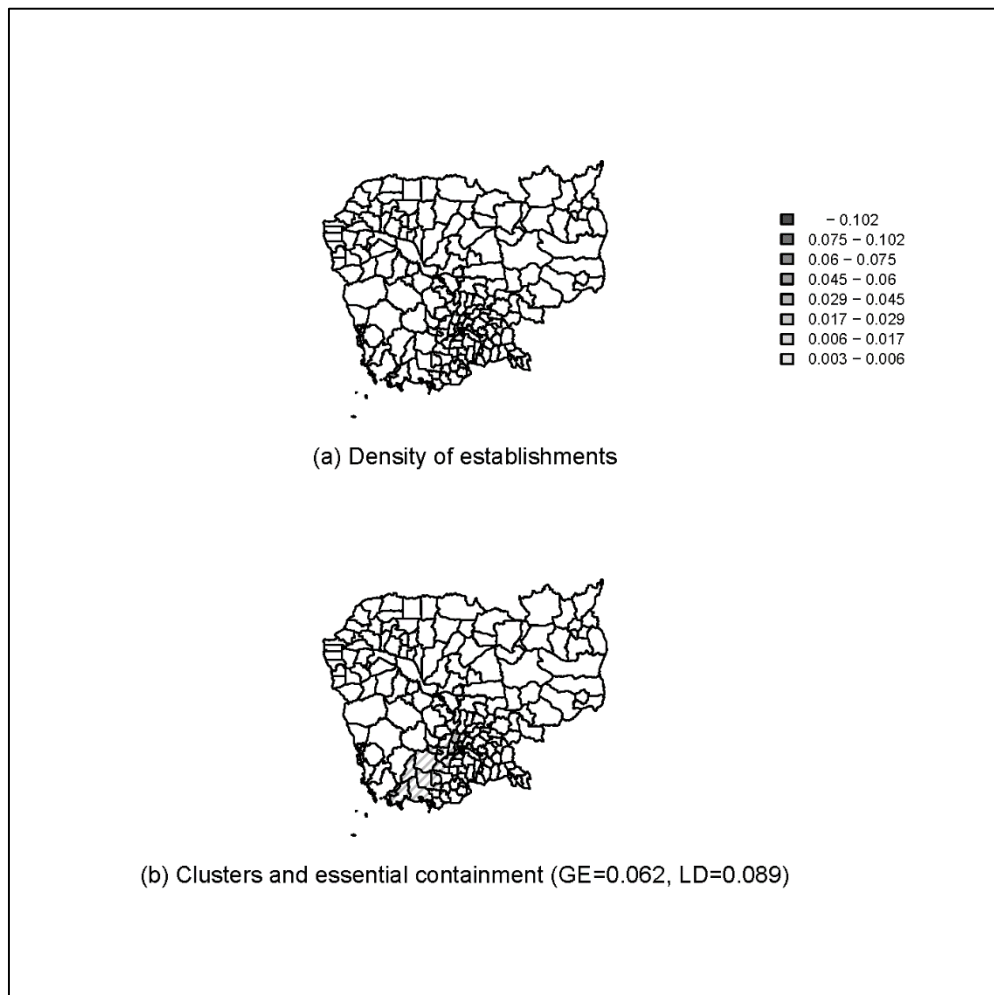 − 0.102
0.075 − 0.102
0.06 − 0.075
0.045 − 0.06
0.029 − 0.045
0.017 − 0.029
0.006 − 0.017
0.003 − 0.006
(a) Density of establishments
(b) Clusters and essential containment (GE=0.062, LD=0.089)